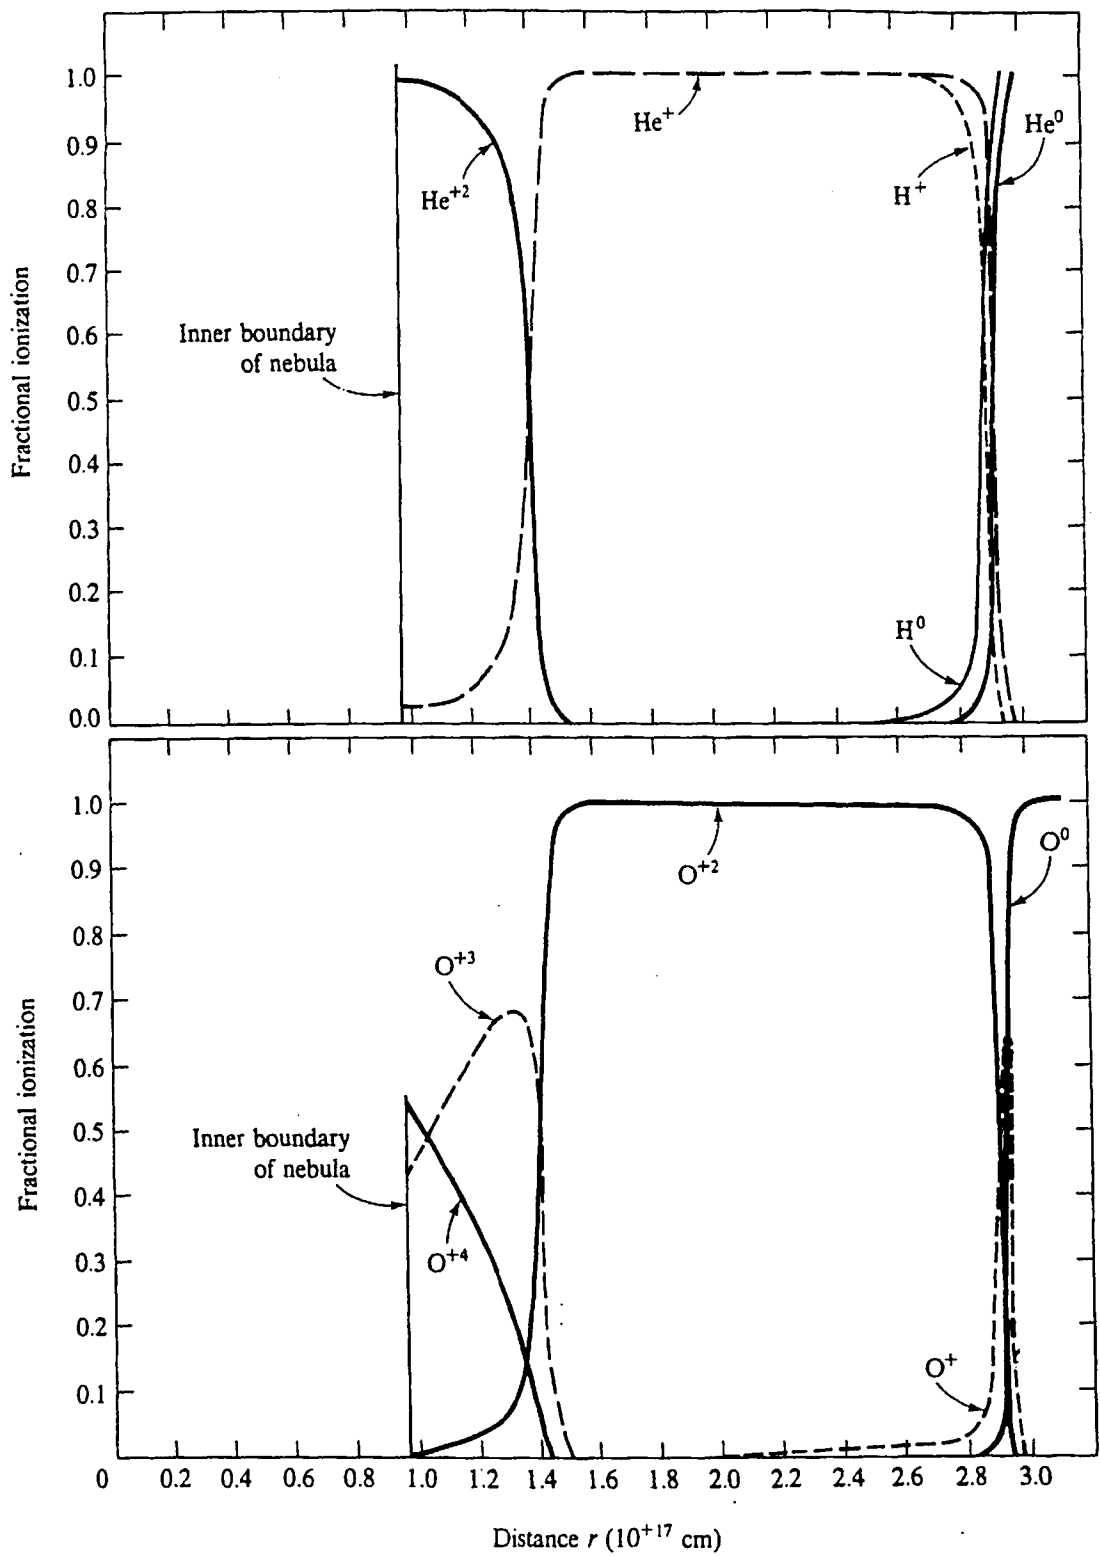 1.0
He⁺
He⁰
0.9
H⁺
He⁺²
0.8
0.7
Inner boundary
of nebula
0.6
0.5
Fractional ionization
0.4
0.3
0.2
H⁰
0.1
0.0
1.0
O⁺²
O⁰
0.9
0.8
O⁺³
0.7
0.6
Inner boundary
of nebula
0.5
Fractional ionization
0.4
O⁺⁴
0.3
0.2
O⁺
0.1
0 0.2 0.4 0.6 0.8 1.0 1.2 1.4 1.6 1.8 2.0 2.2 2.4 2.6 2.8 3.0
Distance r (10⁺¹⁷ cm)